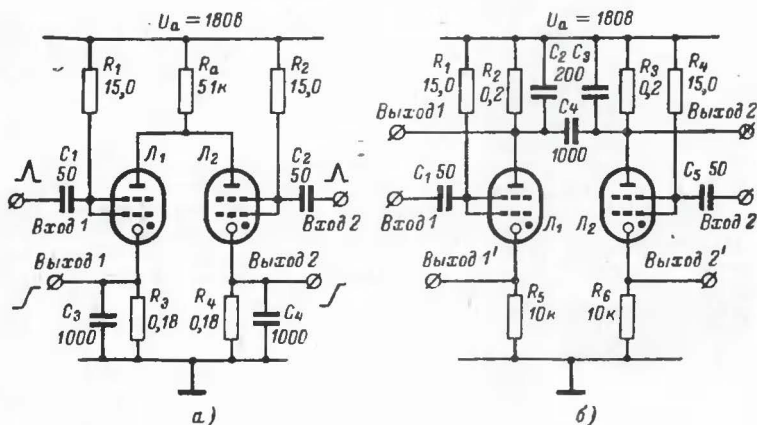 Uа = 180В
R1
15,0
Rа
51к
R2
15,0
C1
50
Л1
Л2
C2
50
Вход 1
Вход 2
Выход 1
Выход 2
C3
1000
R3
0,18
R4
0,18
C4
1000
а)
Uа = 180В
R1
15,0
R2
0,2
C2
200
C3
C4
1000
R3
0,2
R4
15,0
Выход 1
Выход 2
C1 50
Л1
Л2
C5 50
Вход 1
Вход 2
Выход 1'
Выход 2'
R5
10к
R6
10к
б)